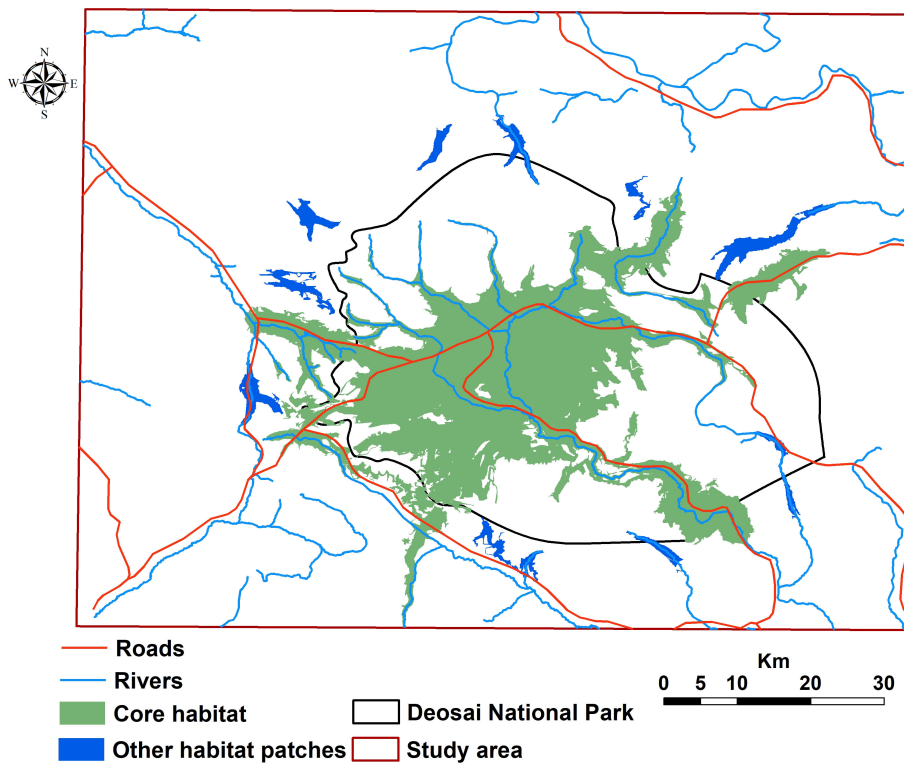 N
W E
S
Roads
Rivers
Core habitat
Other habitat patches
Deosai National Park
Study area
Km
0 5 10 20 30